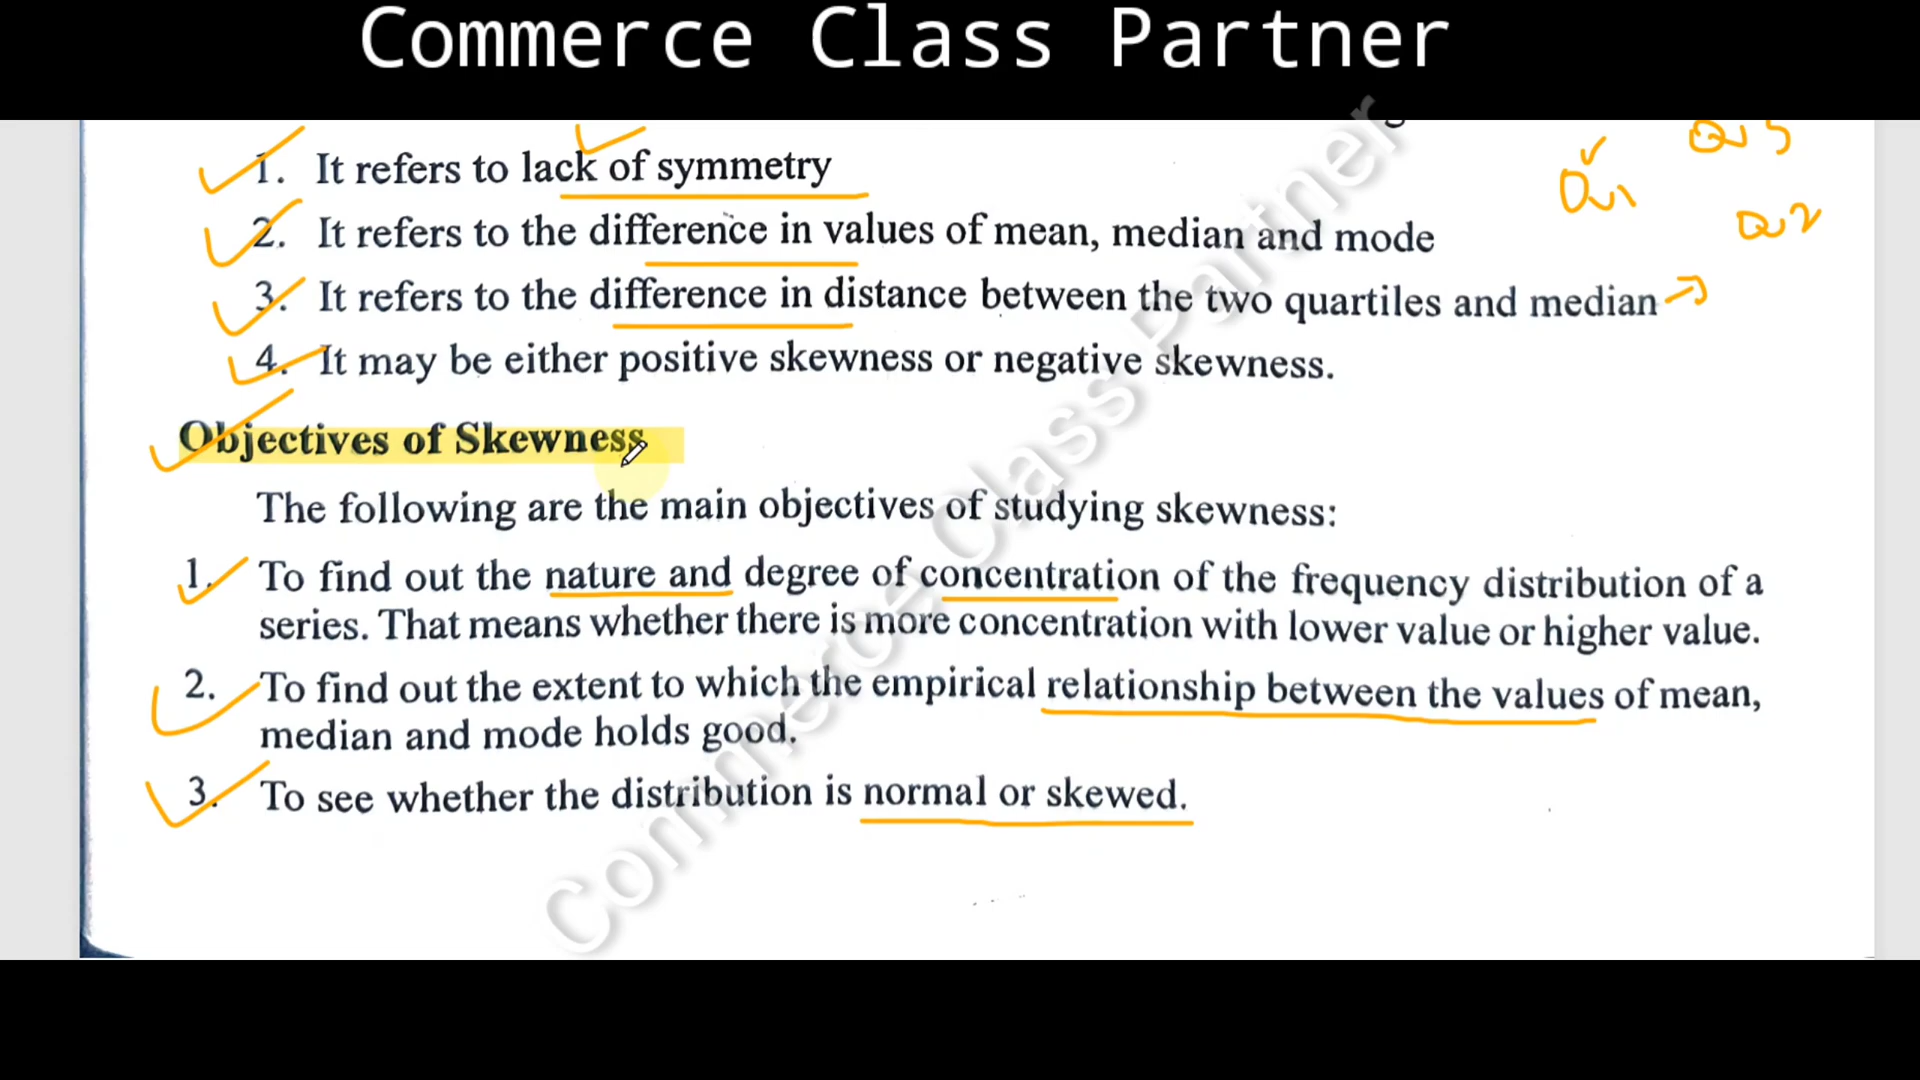 Commerce Class Partner
1. It refers to lack of symmetry
2. It refers to the difference in values of mean, median and mode
3. It refers to the difference in distance between the two quartiles and median
4. It may be either positive skewness or negative skewness.
Q3
Q1
Q2
Objectives of Skewness
The following are the main objectives of studying skewness:
1. To find out the nature and degree of concentration of the frequency distribution of a
series. That means whether there is more concentration with lower value or higher value.
2. To find out the extent to which the empirical relationship between the values of mean,
median and mode holds good.
3. To see whether the distribution is normal or skewed.
Commerce Class Partner